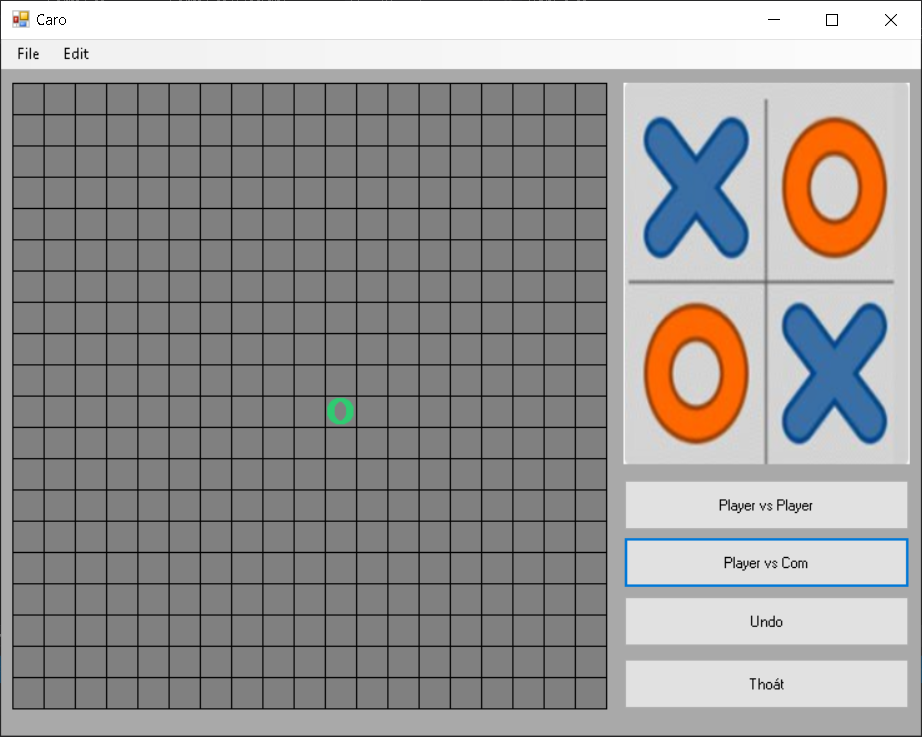 Caro
File Edit
O
Player vs Player
Player vs Com
Undo
Thoát